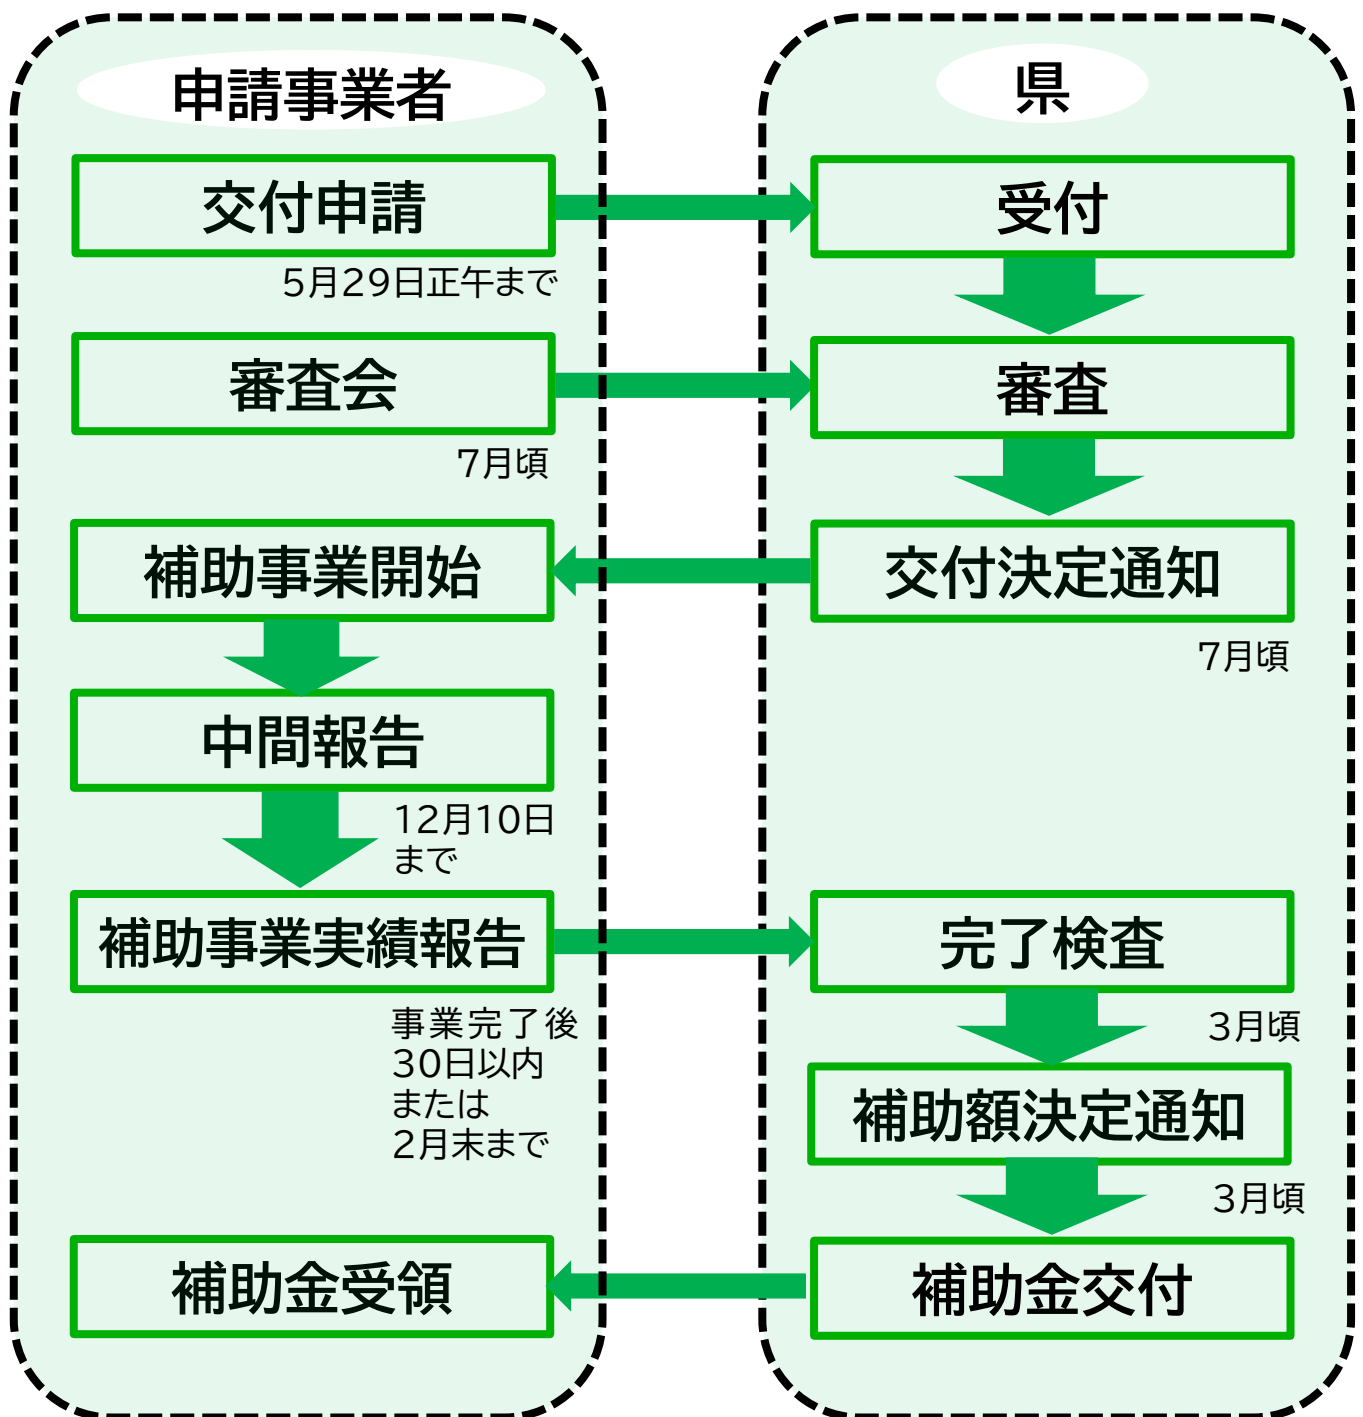 申請事業者
県
交付申請
受付
5月29日正午まで
審査会
審査
7月頃
補助事業開始
交付決定通知
7月頃
中間報告
12月10日
まで
補助事業実績報告
完了検査
事業完了後
30日以内
または
2月末まで
3月頃
補助額決定通知
3月頃
補助金受領
補助金交付